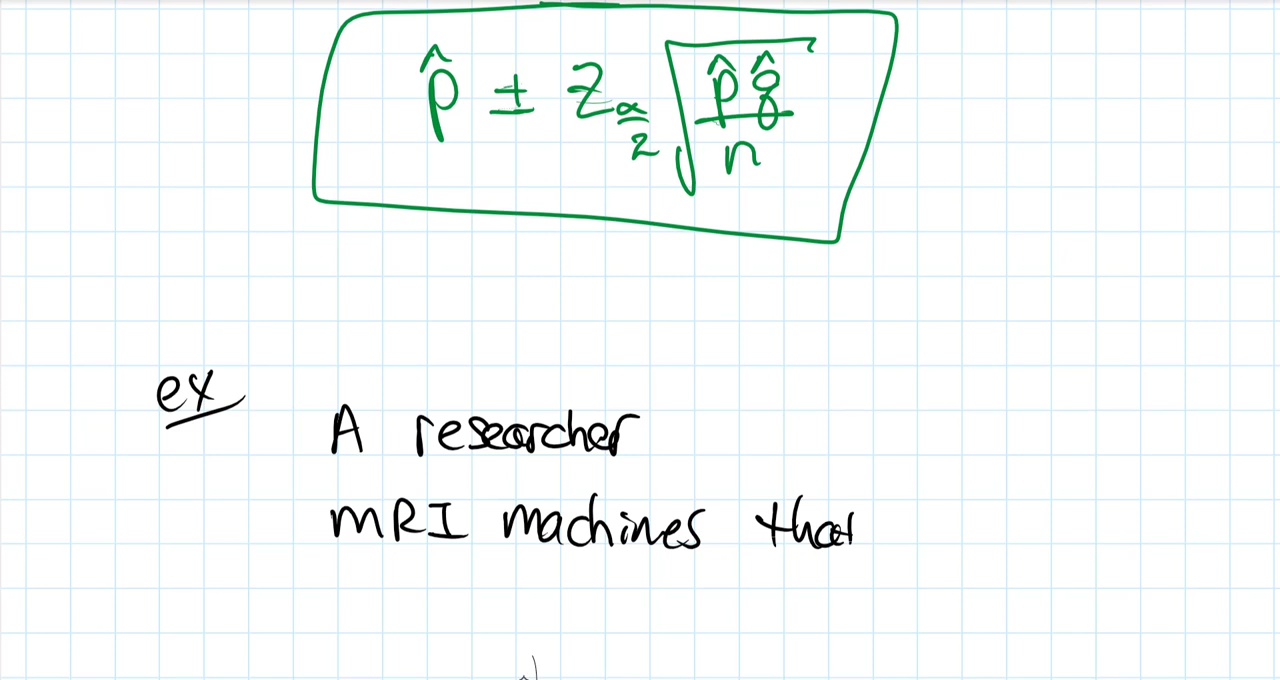 p̂ ± Z_{α/2} √(p̂q̂/n)
ex
A researcher
MRI machines that